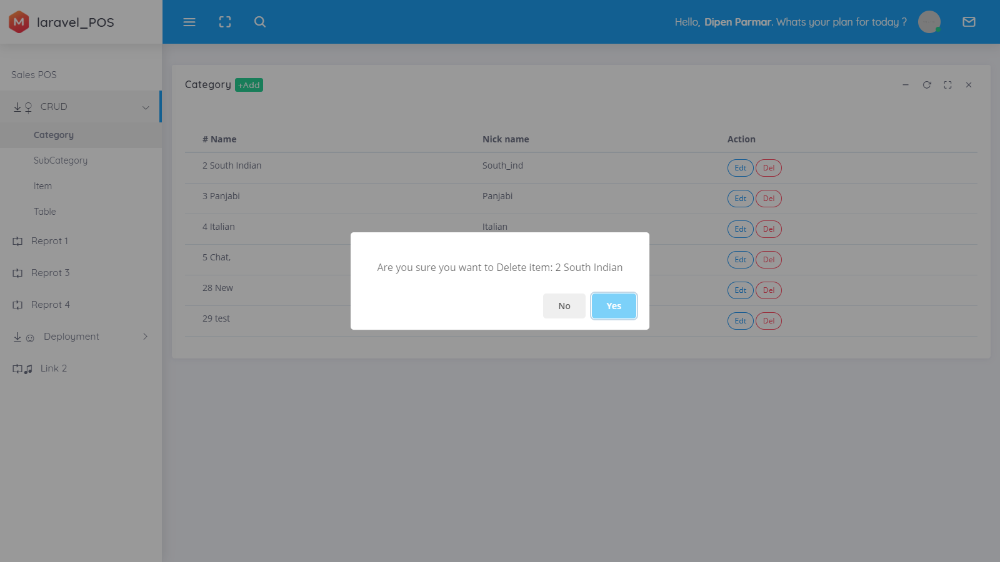 laravel_POS
Hello, Dipen Parmar. Whats your plan for today ?
Sales POS
CRUD
Category
SubCategory
Item
Table
Reprot 1
Reprot 3
Reprot 4
Deployment
Link 2
Category +Add
# Name Nick name Action
2 South Indian South_ind Edt Del
3 Panjabi Panjabi Edt Del
4 Italian Italian Edt Del
5 Chat, Edt Del
28 New Edt Del
29 test Edt Del
Are you sure you want to Delete item: 2 South Indian
No Yes